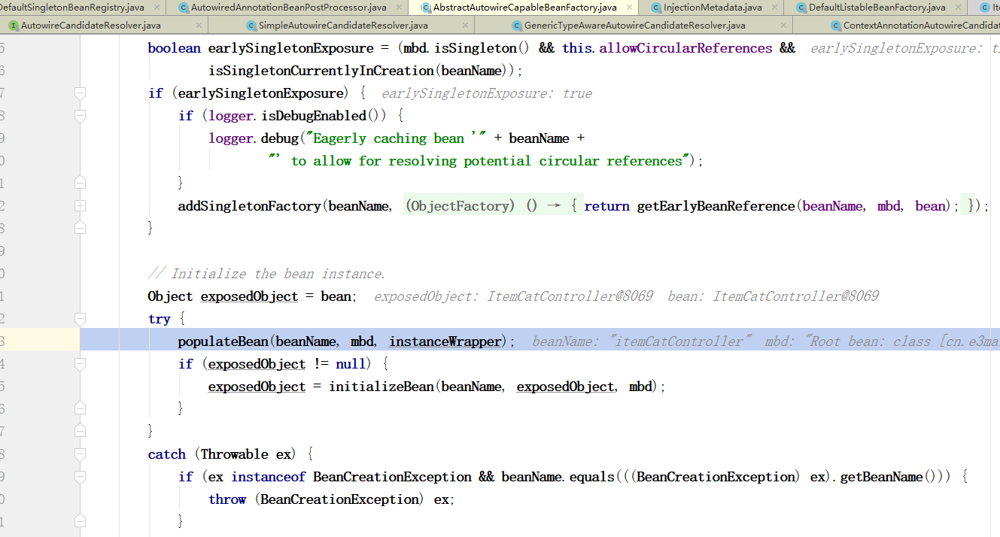 DefaultSingletonBeanRegistry.java AutowiredAnnotationBeanPostProcessor.java AbstractAutowireCapableBeanFactory.java InjectionMetadata.java DefaultListableBeanFactory.java Ite
AutowireCandidateResolver.java SimpleAutowireCandidateResolver.java GenericTypeAwareAutowireCandidateResolver.java ContextAnnotationAutowireCandidat
5 boolean earlySingletonExposure = (mbd.isSingleton() && this.allowCircularReferences && earlySingletonExposure: t
6 isSingletonCurrentlyInCreation(beanName));
7 if (earlySingletonExposure) { earlySingletonExposure: true
8 if (logger.isDebugEnabled()) {
9 logger.debug("Eagerly caching bean '" + beanName +
0 "' to allow for resolving potential circular references");
1 }
2 addSingletonFactory(beanName, (ObjectFactory) () → { return getEarlyBeanReference(beanName, mbd, bean); });
8 }
9
0 // Initialize the bean instance.
1 Object exposedObject = bean; exposedObject: ItemCatController@8069 bean: ItemCatController@8069
2 try {
3 populateBean(beanName, mbd, instanceWrapper); beanName: "itemCatController" mbd: "Root bean: class [cn.e3ma
4 if (exposedObject != null) {
5 exposedObject = initializeBean(beanName, exposedObject, mbd);
6 }
7 }
8 catch (Throwable ex) {
9 if (ex instanceof BeanCreationException && beanName.equals(((BeanCreationException) ex).getBeanName())) {
0 throw (BeanCreationException) ex;
1 }